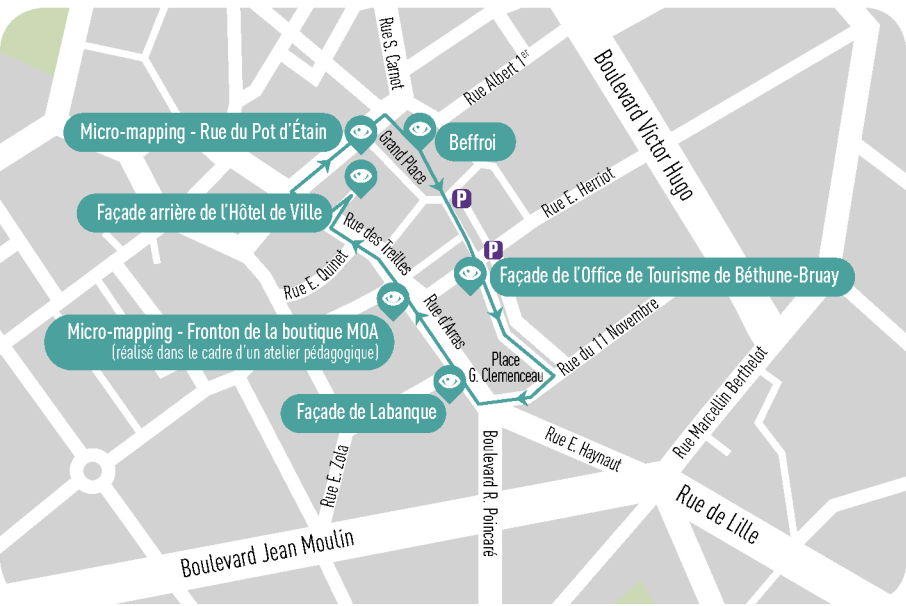 Rue S. Carnot
Rue Albert 1er
Boulevard Victor Hugo
Micro-mapping - Rue du Pot d'Étain
Beffroi
Grand Place
P
Rue E. Herriot
Façade arrière de l'Hôtel de Ville
Rue des Treilles
P
Rue E. Quinet
Façade de l'Office de Tourisme de Béthune-Bruay
Micro-mapping - Fronton de la boutique MOA
(réalisé dans le cadre d'un atelier pédagogique)
Rue d'Arras
Rue du 11 Novembre
Place
G. Clemenceau
Façade de Labanque
Rue Marcellin Berthelot
Rue E. Haynaut
Boulevard R. Poincaré
Rue E. Zola
Rue de Lille
Boulevard Jean Moulin